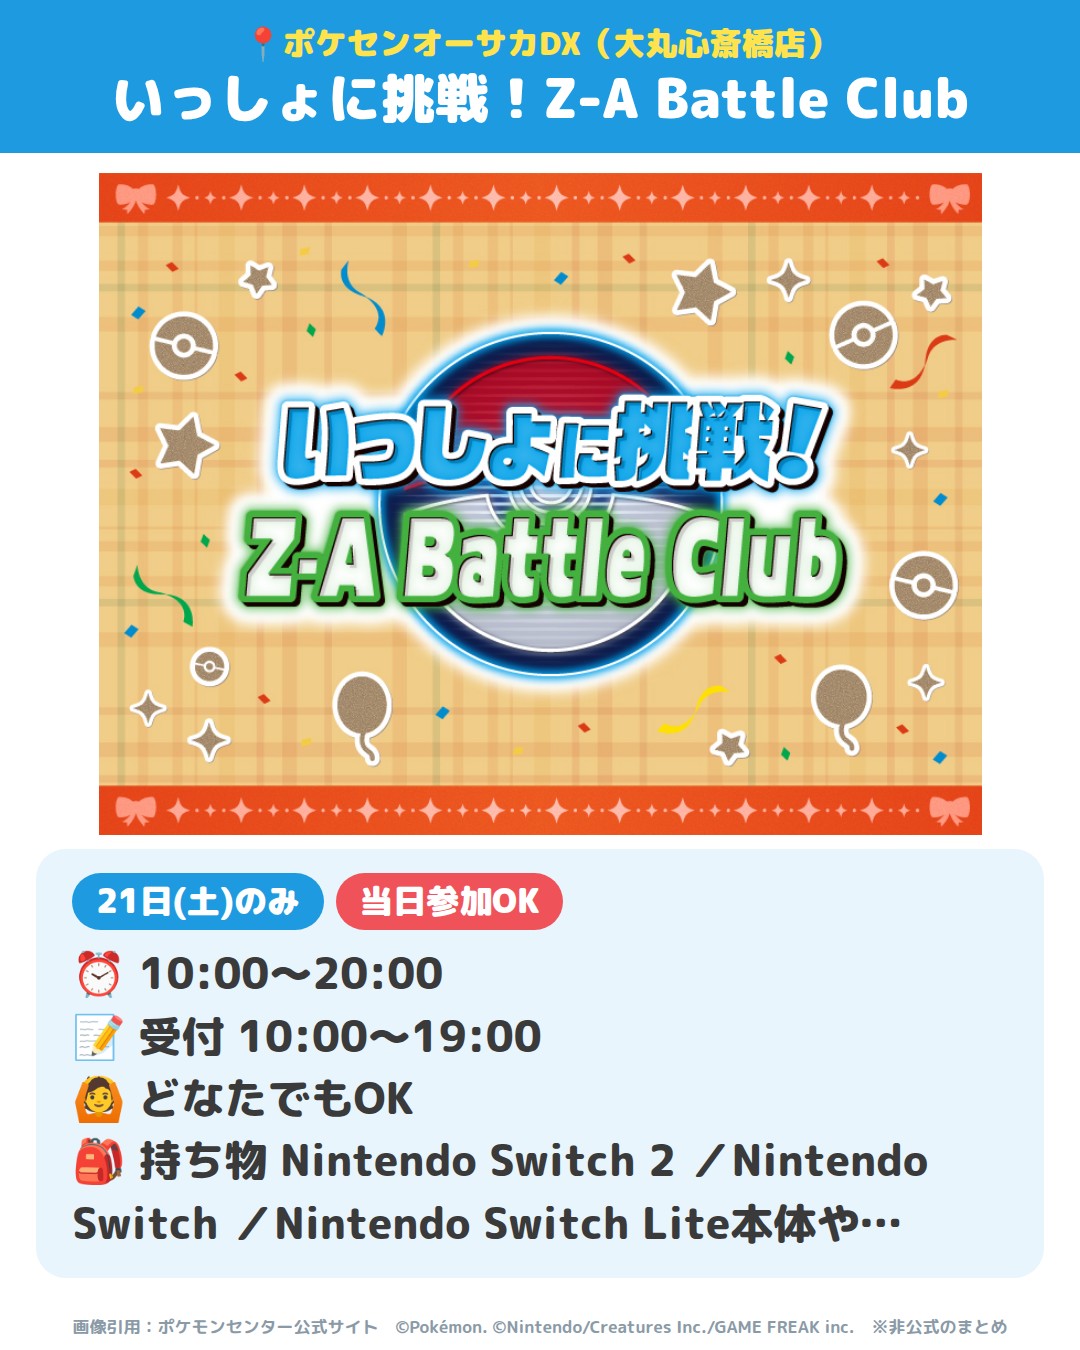 📍ポケセンオーサカDX（大丸心斎橋店）
いっしょに挑戦！Z-A Battle Club
いっしょに挑戦！
Z-A Battle Club
21日(土)のみ 当日参加OK
⏰ 10:00〜20:00
📝 受付 10:00〜19:00
🙆 どなたでもOK
🎒 持ち物 Nintendo Switch 2 ／Nintendo
Switch ／Nintendo Switch Lite本体や…
画像引用：ポケモンセンター公式サイト　©Pokémon. ©Nintendo/Creatures Inc./GAME FREAK inc.　※非公式のまとめ